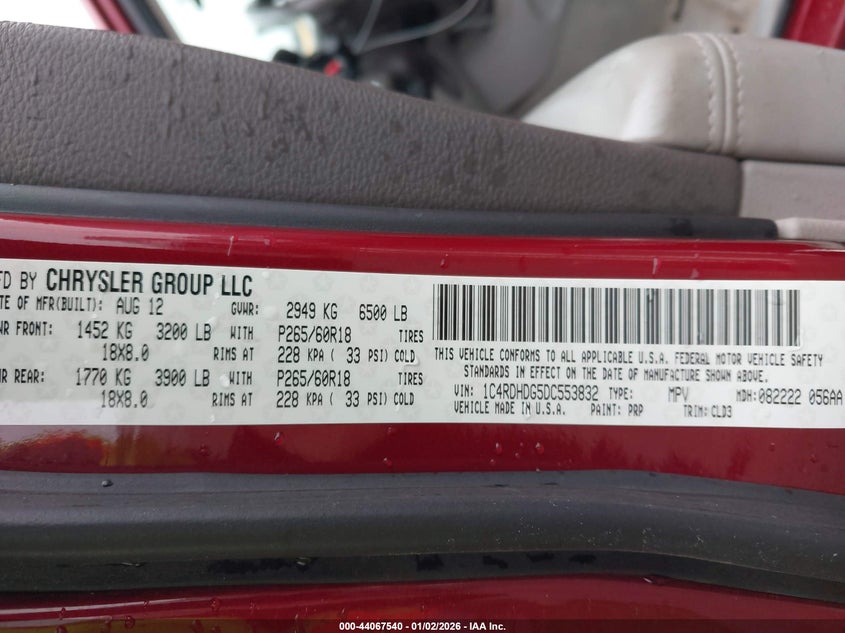 FD BY CHRYSLER GROUP LLC
TE OF MFR(BUILT): AUG 12 GVWR: 2949 KG 6500 LB
WR FRONT: 1452 KG 3200 LB WITH P265/60R18 TIRES
18X8.0 RIMS AT 228 KPA ( 33 PSI) COLD
WR REAR: 1770 KG 3900 LB WITH P265/60R18 TIRES
18X8.0 RIMS AT 228 KPA ( 33 PSI) COLD
THIS VEHICLE CONFORMS TO ALL APPLICABLE U.S.A. FEDERAL MOTOR VEHICLE SAFETY
STANDARDS IN EFFECT ON THE DATE OF MANUFACTURE SHOWN ABOVE.
VIN: 1C4RDHDG5DC553832 TYPE: MPV MDH: 082222 056AA
VEHICLE MADE IN U.S.A. PAINT: PRP TRIM: CLD3
000-44067540 - 01/02/2026 - IAA Inc.